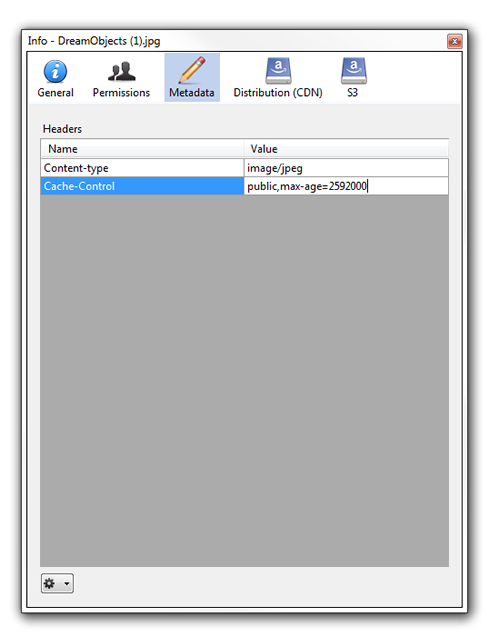 Info - DreamObjects (1).jpg
General Permissions Metadata Distribution (CDN) S3
Headers
Name Value
Content-type image/jpeg
Cache-Control public,max-age=2592000